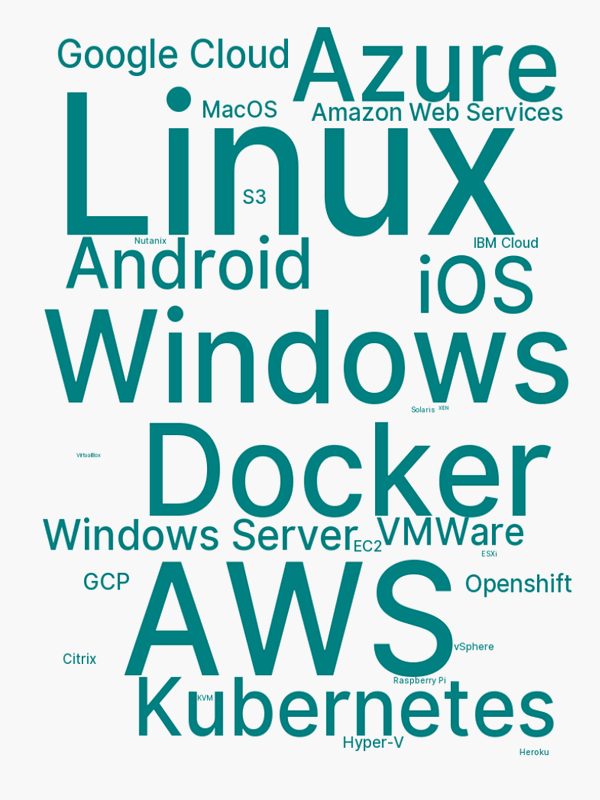 Google Cloud
Azure
MacOS
Amazon Web Services
Linux
S3
Nutanix
IBM Cloud
Android
iOS
Windows
Solaris
XEN
Docker
VirtualBox
Windows Server
EC2
VMWare
ESXi
GCP
AWS
Openshift
vSphere
Citrix
Raspberry Pi
Kubernetes
KVM
Hyper-V
Heroku